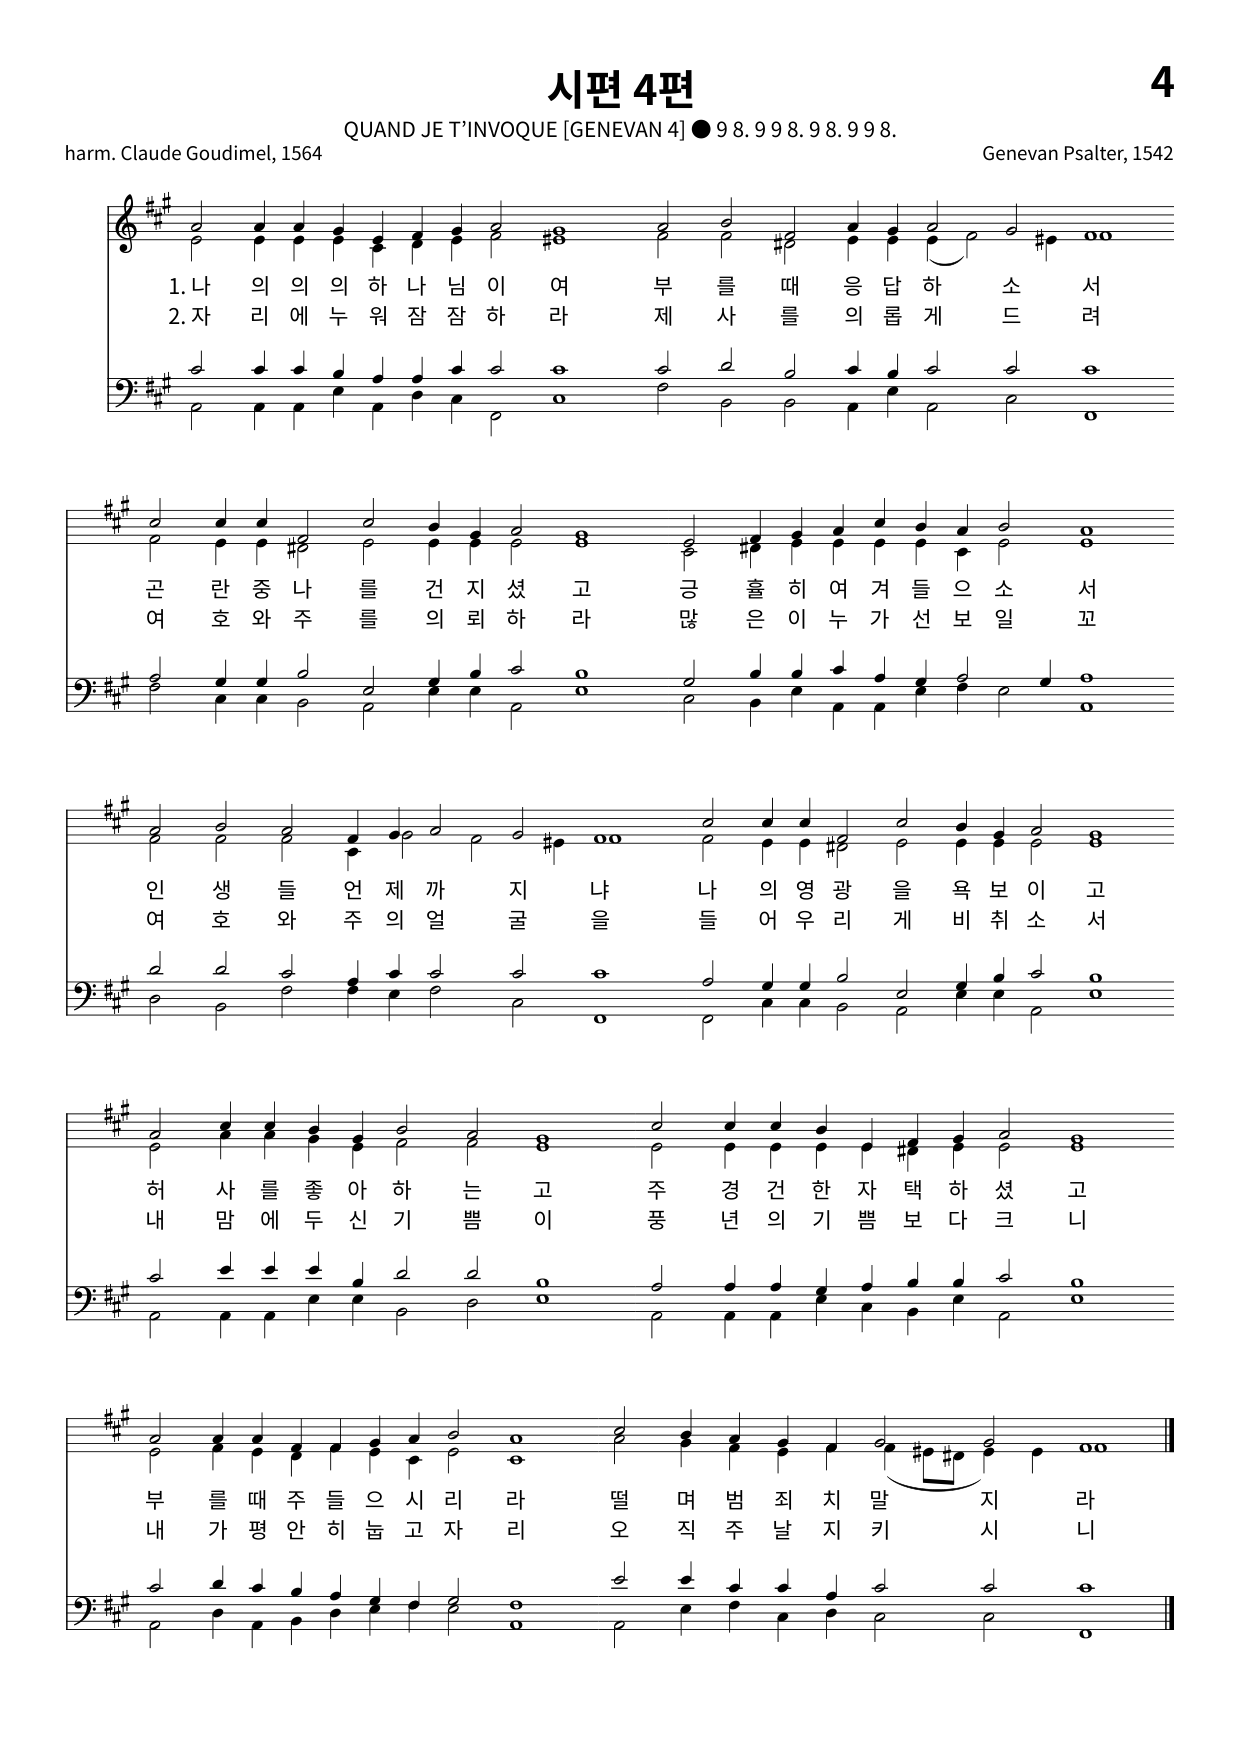 시편 4편
4
QUAND JE T’INVOQUE [GENEVAN 4] ● 9 8. 9 9 8. 9 8. 9 9 8.
harm. Claude Goudimel, 1564
Genevan Psalter, 1542
1. 나 의 의 의 하 나 님 이 여 부 를 때 응 답 하 소 서
2. 자 리 에 누 워 잠 잠 하 라 제 사 를 의 롭 게 드 려
곤 란 중 나 를 건 지 셨 고 긍 휼 히 여 겨 들 으 소 서
여 호 와 주 를 의 뢰 하 라 많 은 이 누 가 선 보 일 꼬
인 생 들 언 제 까 지 냐 나 의 영 광 을 욕 보 이 고
여 호 와 주 의 얼 굴 을 들 어 우 리 게 비 취 소 서
허 사 를 좋 아 하 는 고 주 경 건 한 자 택 하 셨 고
내 맘 에 두 신 기 쁨 이 풍 년 의 기 쁨 보 다 크 니
부 를 때 주 들 으 시 리 라 떨 며 범 죄 치 말 지 라
내 가 평 안 히 눕 고 자 리 오 직 주 날 지 키 시 니